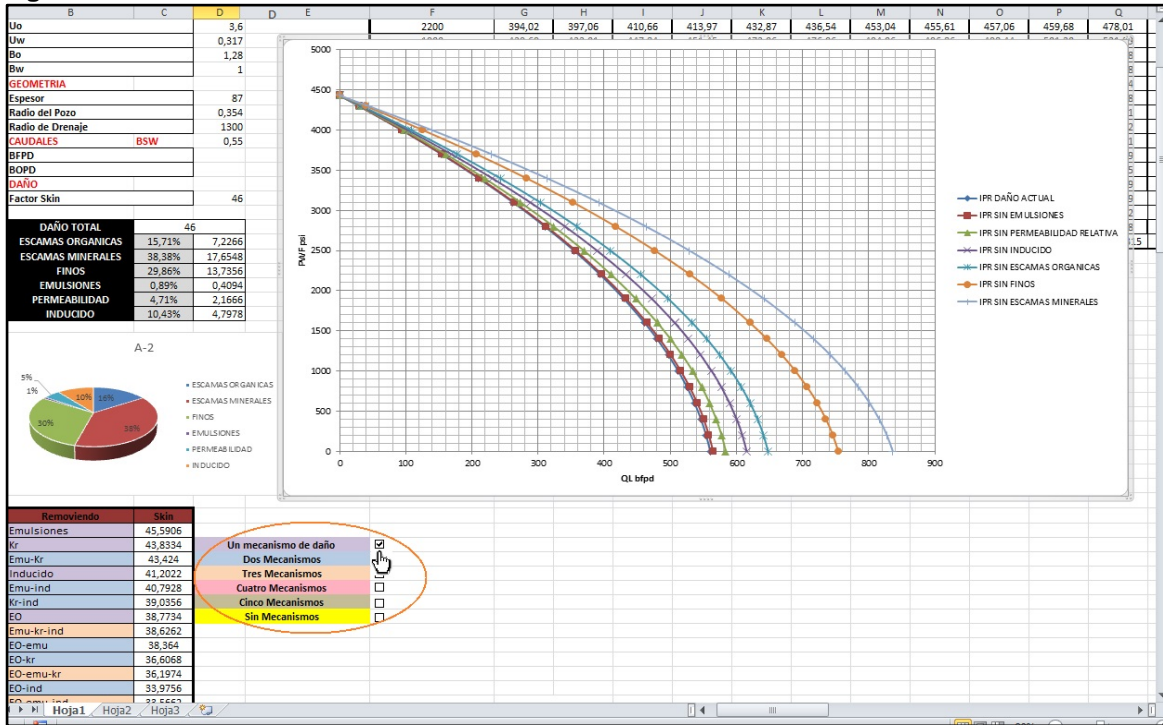 B C D D E F G H I J K L M N O P Q
Uo 3,6 2200 394,02 397,06 410,66 413,97 432,87 436,54 453,04 455,61 457,06 459,68 478,01
Uw 0,317
Bo 1,28
Bw 1
GEOMETRIA
Espesor 87
Radio del Pozo 0,354
Radio de Drenaje 1300
CAUDALES BSW 0,55
BFPD
BOPD
DAÑO
Factor Skin 46
DAÑO TOTAL 46
ESCAMAS ORGANICAS 15,71% 7,2266
ESCAMAS MINERALES 38,38% 17,6548
FINOS 29,86% 13,7356
EMULSIONES 0,89% 0,4094
PERMEABILIDAD 4,71% 2,1666
INDUCIDO 10,43% 4,7978
A-2
5%
1%
10% 16%
30%
38%
ESCAMAS ORGANICAS
ESCAMAS MINERALES
FINOS
EMULSIONES
PERMEABILIDAD
INDUCIDO
PWF psi
5000
4500
4000
3500
3000
2500
2000
1500
1000
500
0
0 100 200 300 400 500 600 700 800 900
QL bfpd
IPR DAÑO ACTUAL
IPR SIN EMULSIONES
IPR SIN PERMEABILIDAD RELATIVA
IPR SIN INDUCIDO
IPR SIN ESCAMAS ORGANICAS
IPR SIN FINOS
IPR SIN ESCAMAS MINERALES
Removiendo Skin
Emulsiones 45,5906
Kr 43,8334
Emu-Kr 43,424
Inducido 41,2022
Emu-ind 40,7928
Kr-ind 39,0356
EO 38,7734
Emu-kr-ind 38,6262
EO-emu 38,364
EO-kr 36,6068
EO-emu-kr 36,1974
EO-ind 33,9756
EO-emu-ind 33,5662
Un mecanismo de daño
Dos Mecanismos
Tres Mecanismos
Cuatro Mecanismos
Cinco Mecanismos
Sin Mecanismos
Hoja1 Hoja2 Hoja3